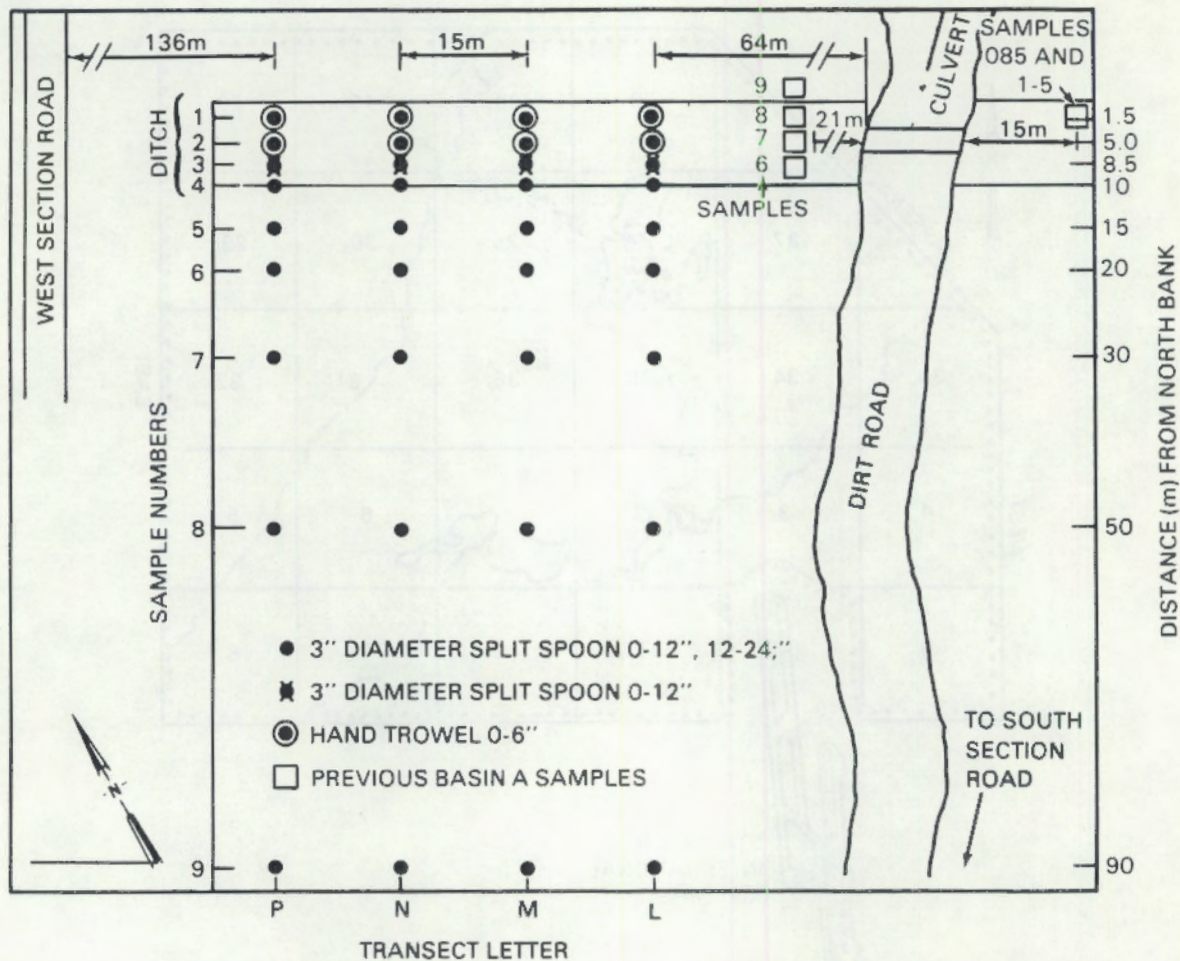 136m
15m
64m
SAMPLES
085 AND
1-5
CULVERT
WEST SECTION ROAD
DITCH
9
8
7
6
21m
15m
SAMPLES
1
2
3
4
5
6
7
8
9
SAMPLE NUMBERS
1.5
5.0
8.5
10
15
20
30
50
90
DISTANCE (m) FROM NORTH BANK
DIRT ROAD
● 3" DIAMETER SPLIT SPOON 0-12", 12-24;"
3" DIAMETER SPLIT SPOON 0-12"
HAND TROWEL 0-6"
PREVIOUS BASIN A SAMPLES
TO SOUTH
SECTION
ROAD
N
P N M L
TRANSECT LETTER